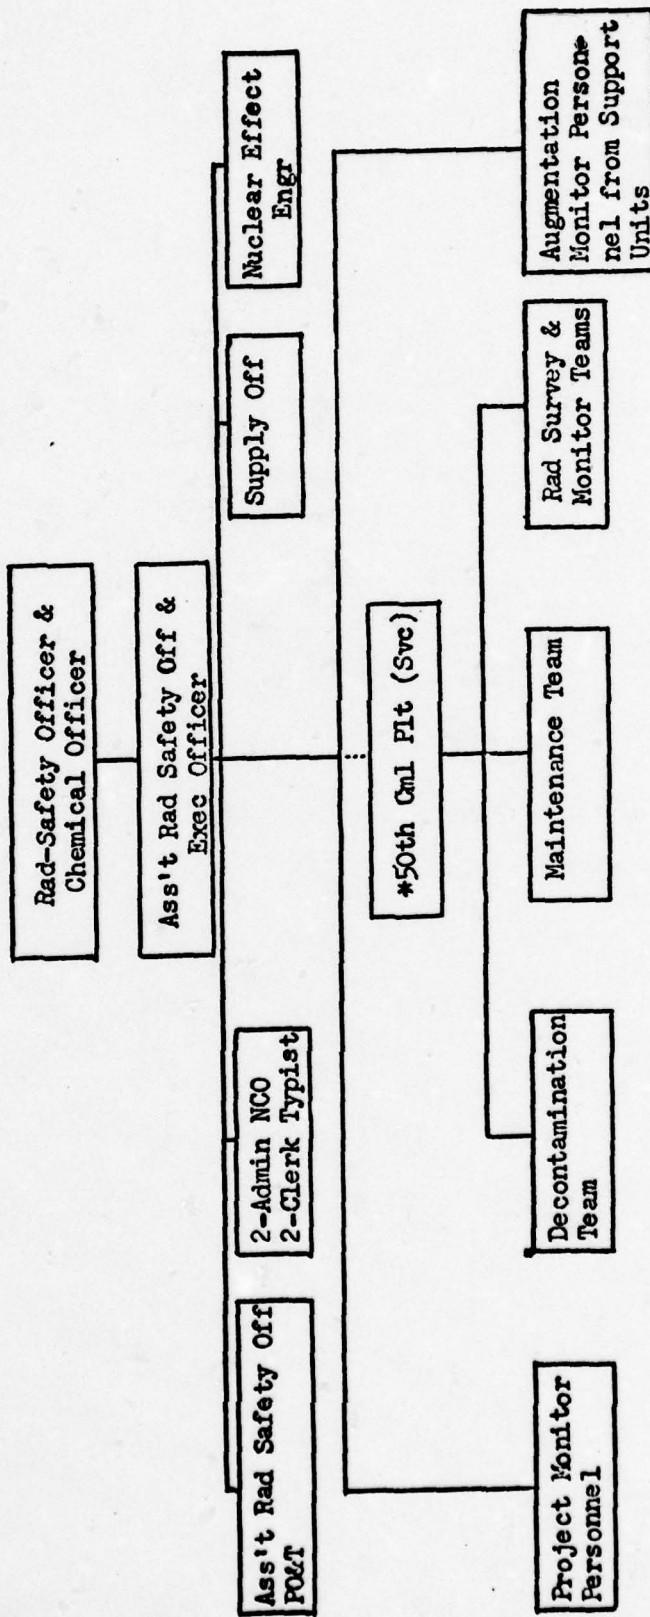 Rad-Safety Officer &
Chemical Officer
Ass't Rad Safety Off &
Exec Officer
Ass't Rad Safety Off
PO&T
2-Admin NCO
2-Clerk Typist
Supply Off
Nuclear Effect
Engr
*50th Cml Plt (Svc)
Project Monitor
Personnel
Decontamination
Team
Maintenance Team
Rad Survey &
Monitor Teams
Augmentation
Monitor Person-
nel from Support
Units